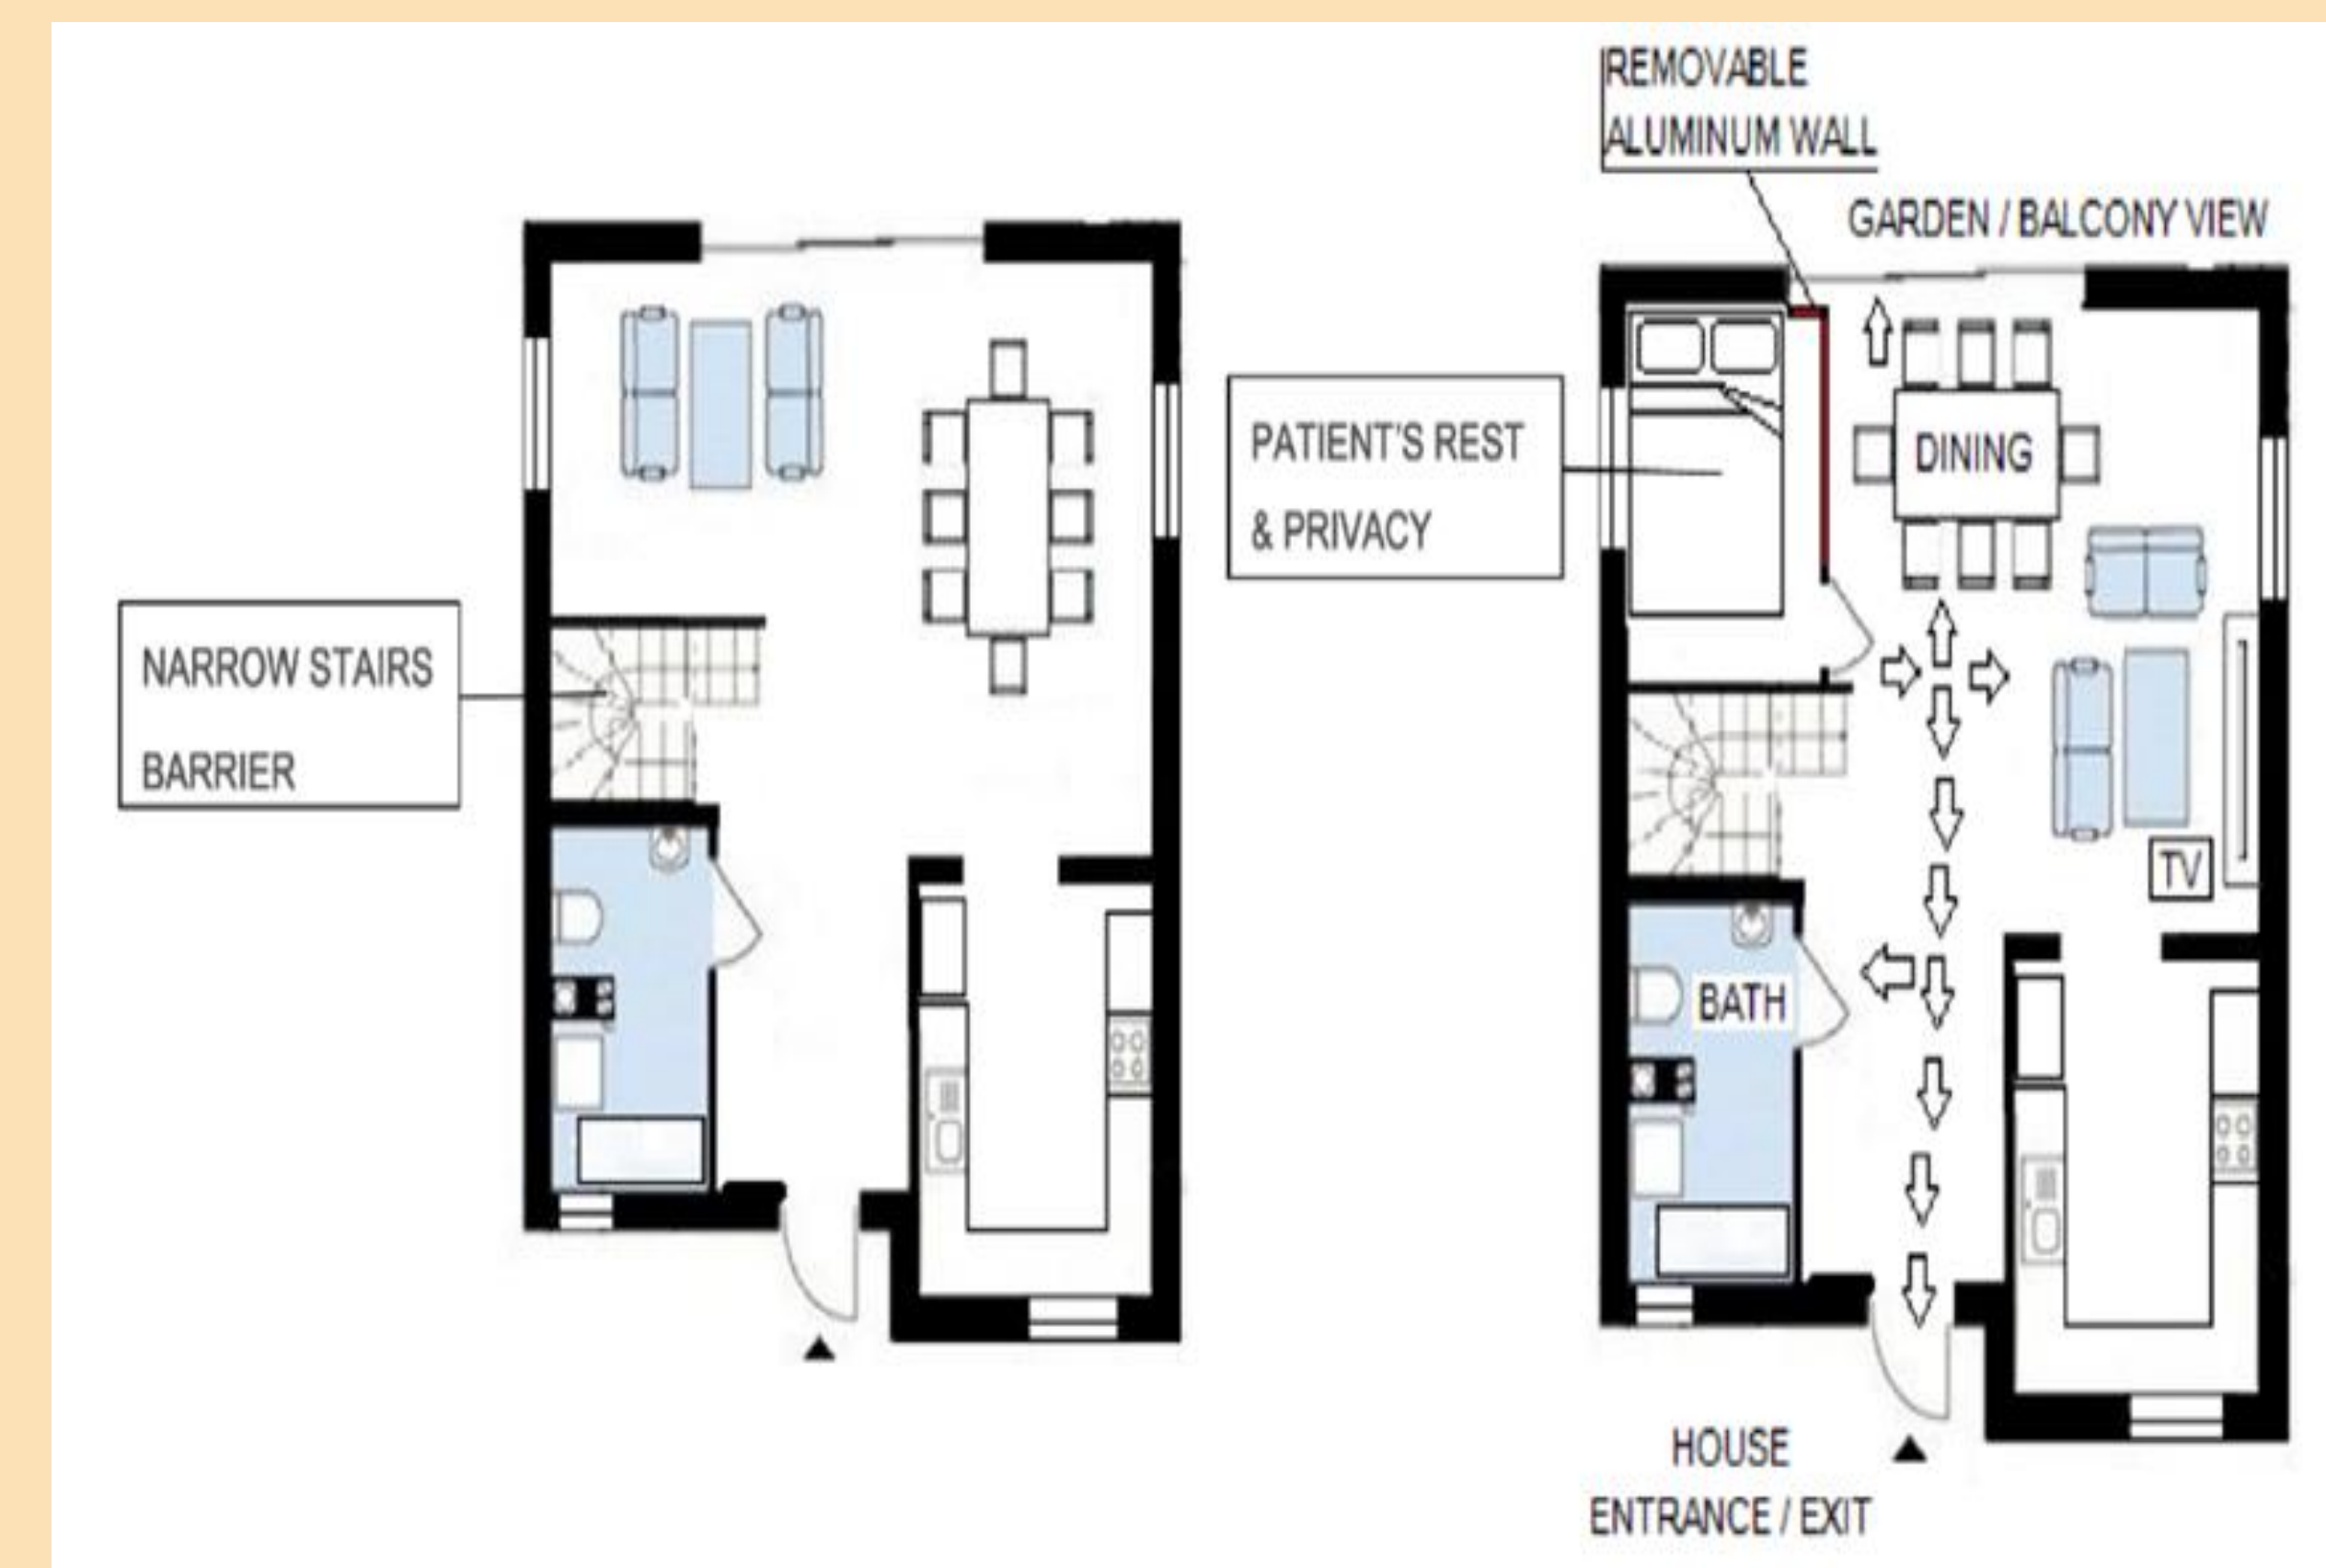 REMOVABLE
ALUMINUM WALL
GARDEN / BALCONY VIEW
PATIENT'S REST
& PRIVACY
DINING
NARROW STAIRS
BARRIER
TV
BATH
HOUSE
ENTRANCE / EXIT